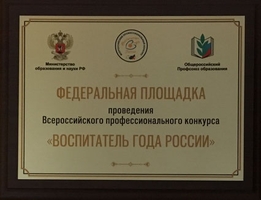 Министерство
образования и науки РФ
Общероссийский
Профсоюз образования
ФЕДЕРАЛЬНАЯ ПЛОЩАДКА
проведения
Всероссийского профессионального конкурса
«ВОСПИТАТЕЛЬ ГОДА РОССИИ»